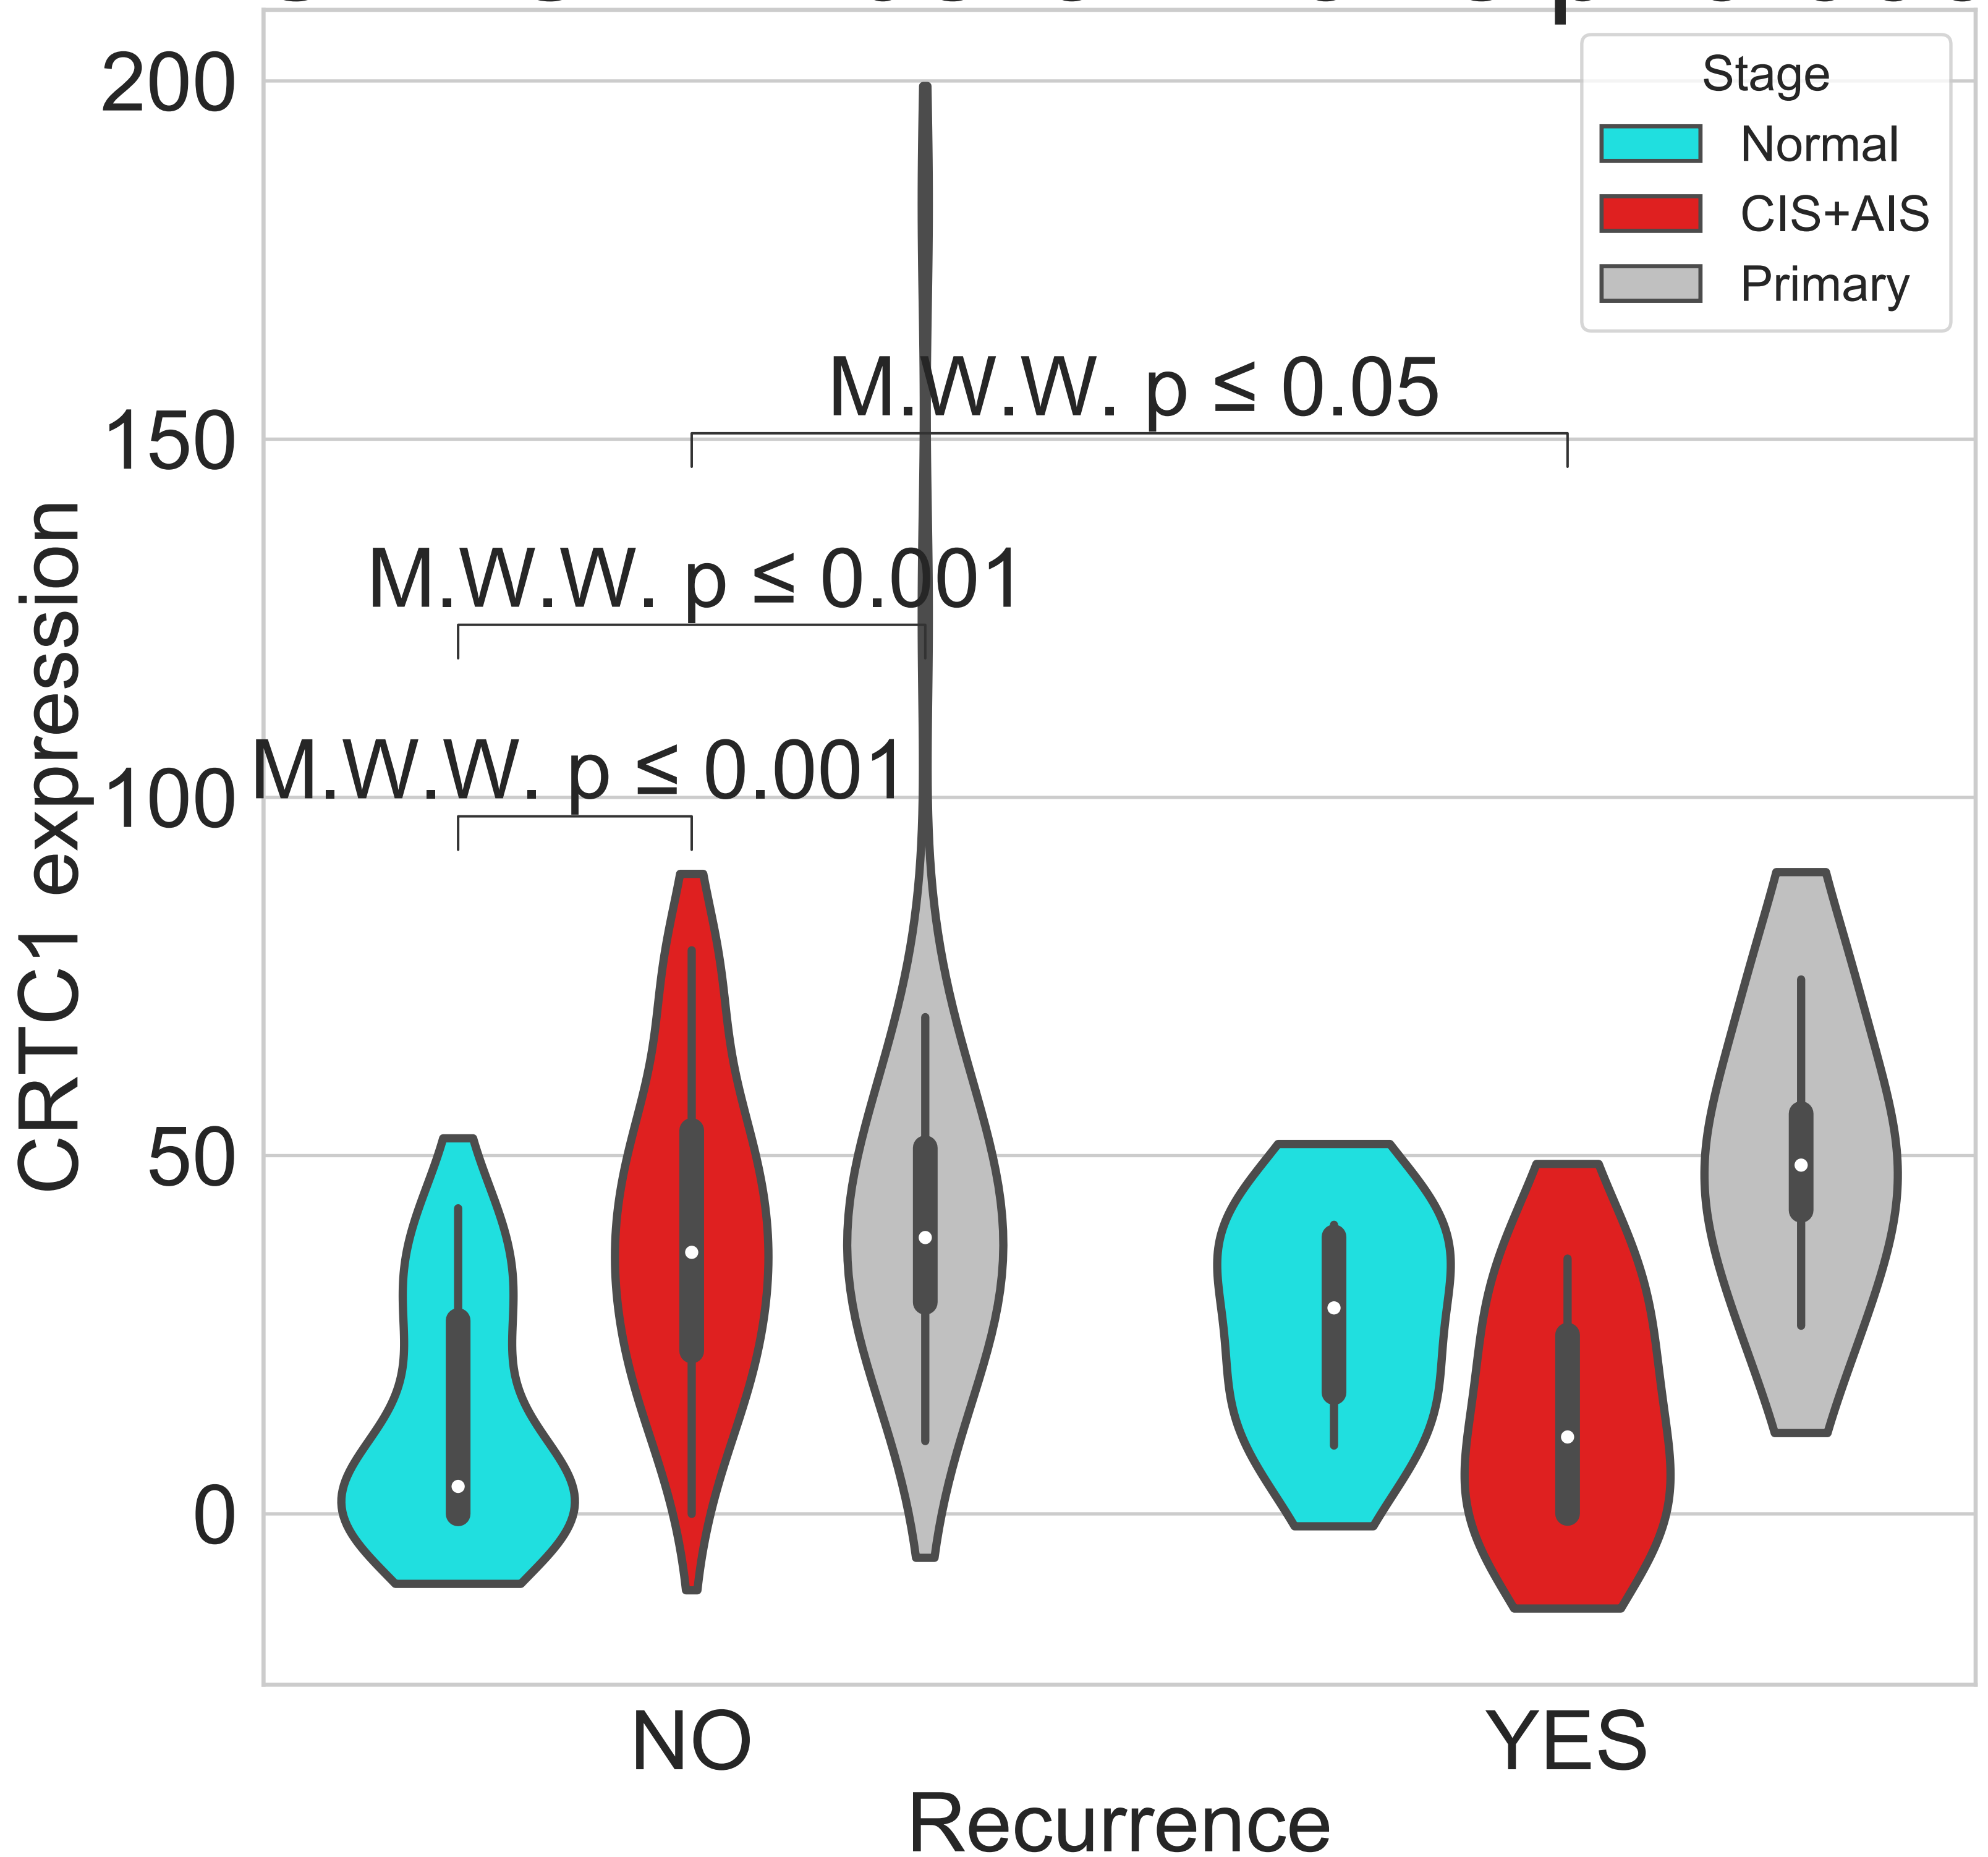 200
150
100
50
0
CRTC1 expression
Stage
Normal
CIS+AIS
Primary
M.W.W. p ≤ 0.05
M.W.W. p ≤ 0.001
M.W.W. p ≤ 0.001
NO
YES
Recurrence